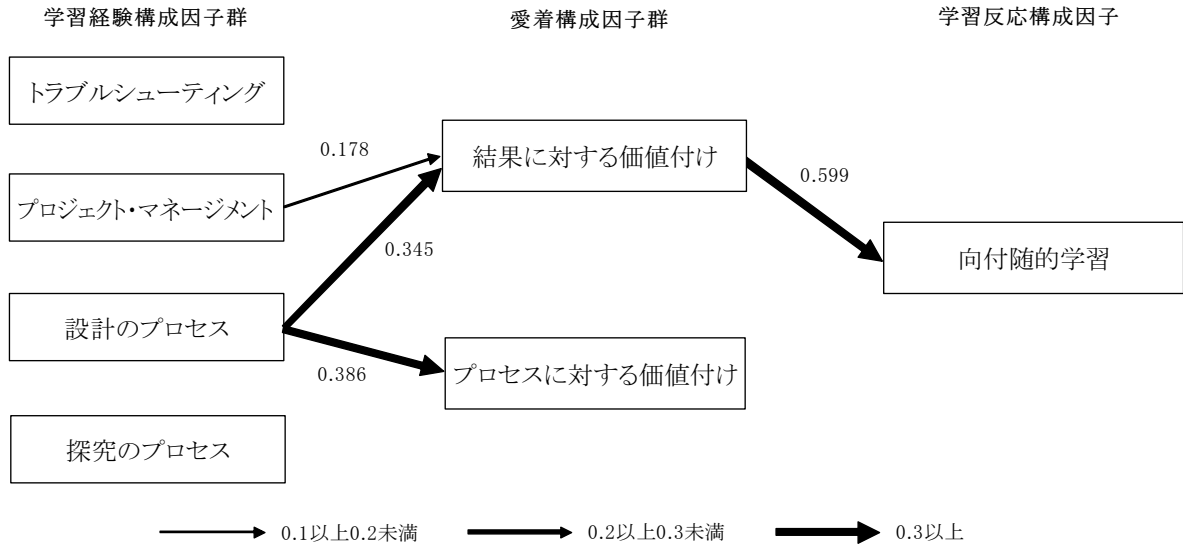 学習経験構成因子群
愛着構成因子群
学習反応構成因子
トラブルシューティング
0.178
結果に対する価値付け
0.599
プロジェクト・マネージメント
0.345
向付随的学習
設計のプロセス
0.386
プロセスに対する価値付け
探究のプロセス
0.1以上0.2未満
0.2以上0.3未満
0.3以上